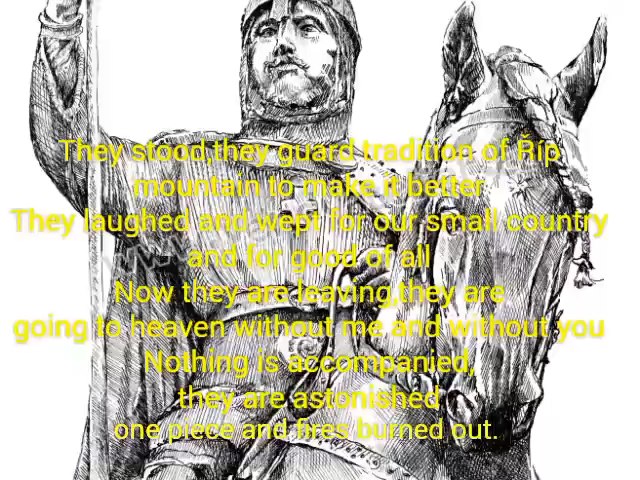 They stood,they guard tradition of Říp
mountain to make it better
They laughed and wept for our small country
and for good of all
Now they are leaving,they are
going to heaven without me and without you
Nothing is accompanied,
they are astonished
one piece and fires burned out.